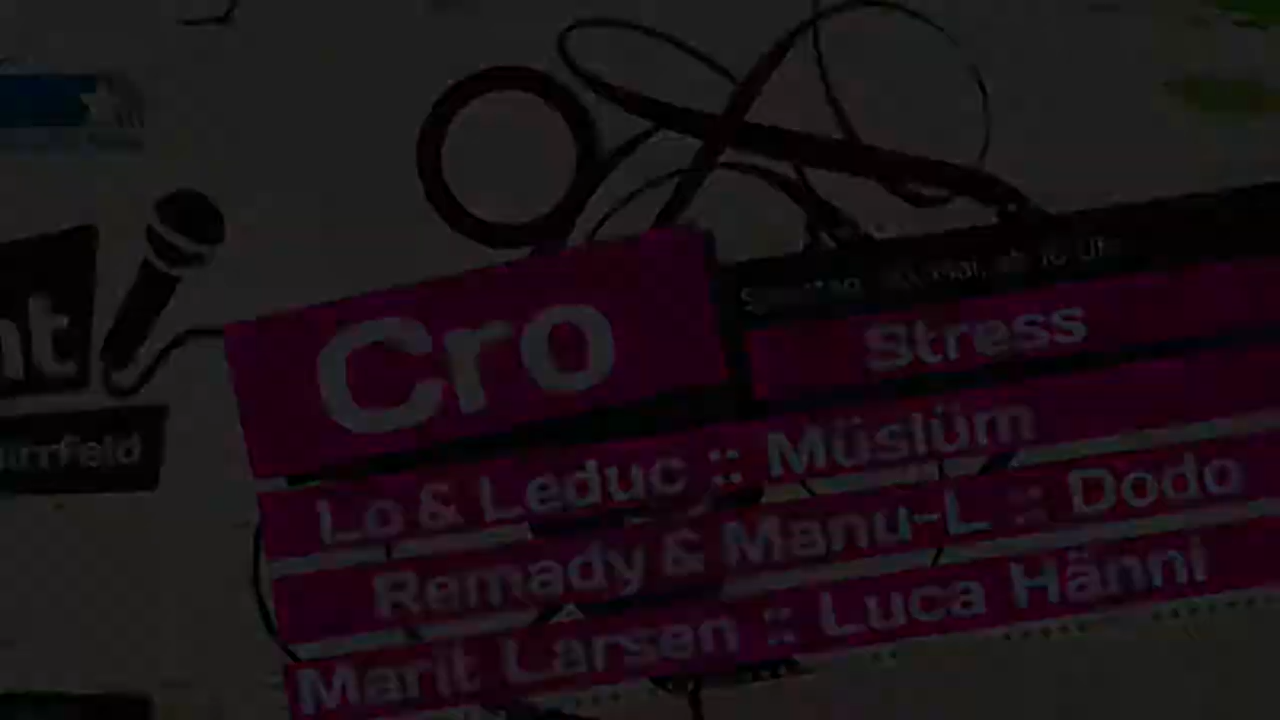 Cro
Stress
Lo & Leduc :: Müslüm
Remady & Manu-L :: Dodo
Marit Larsen :: Luca Hänni